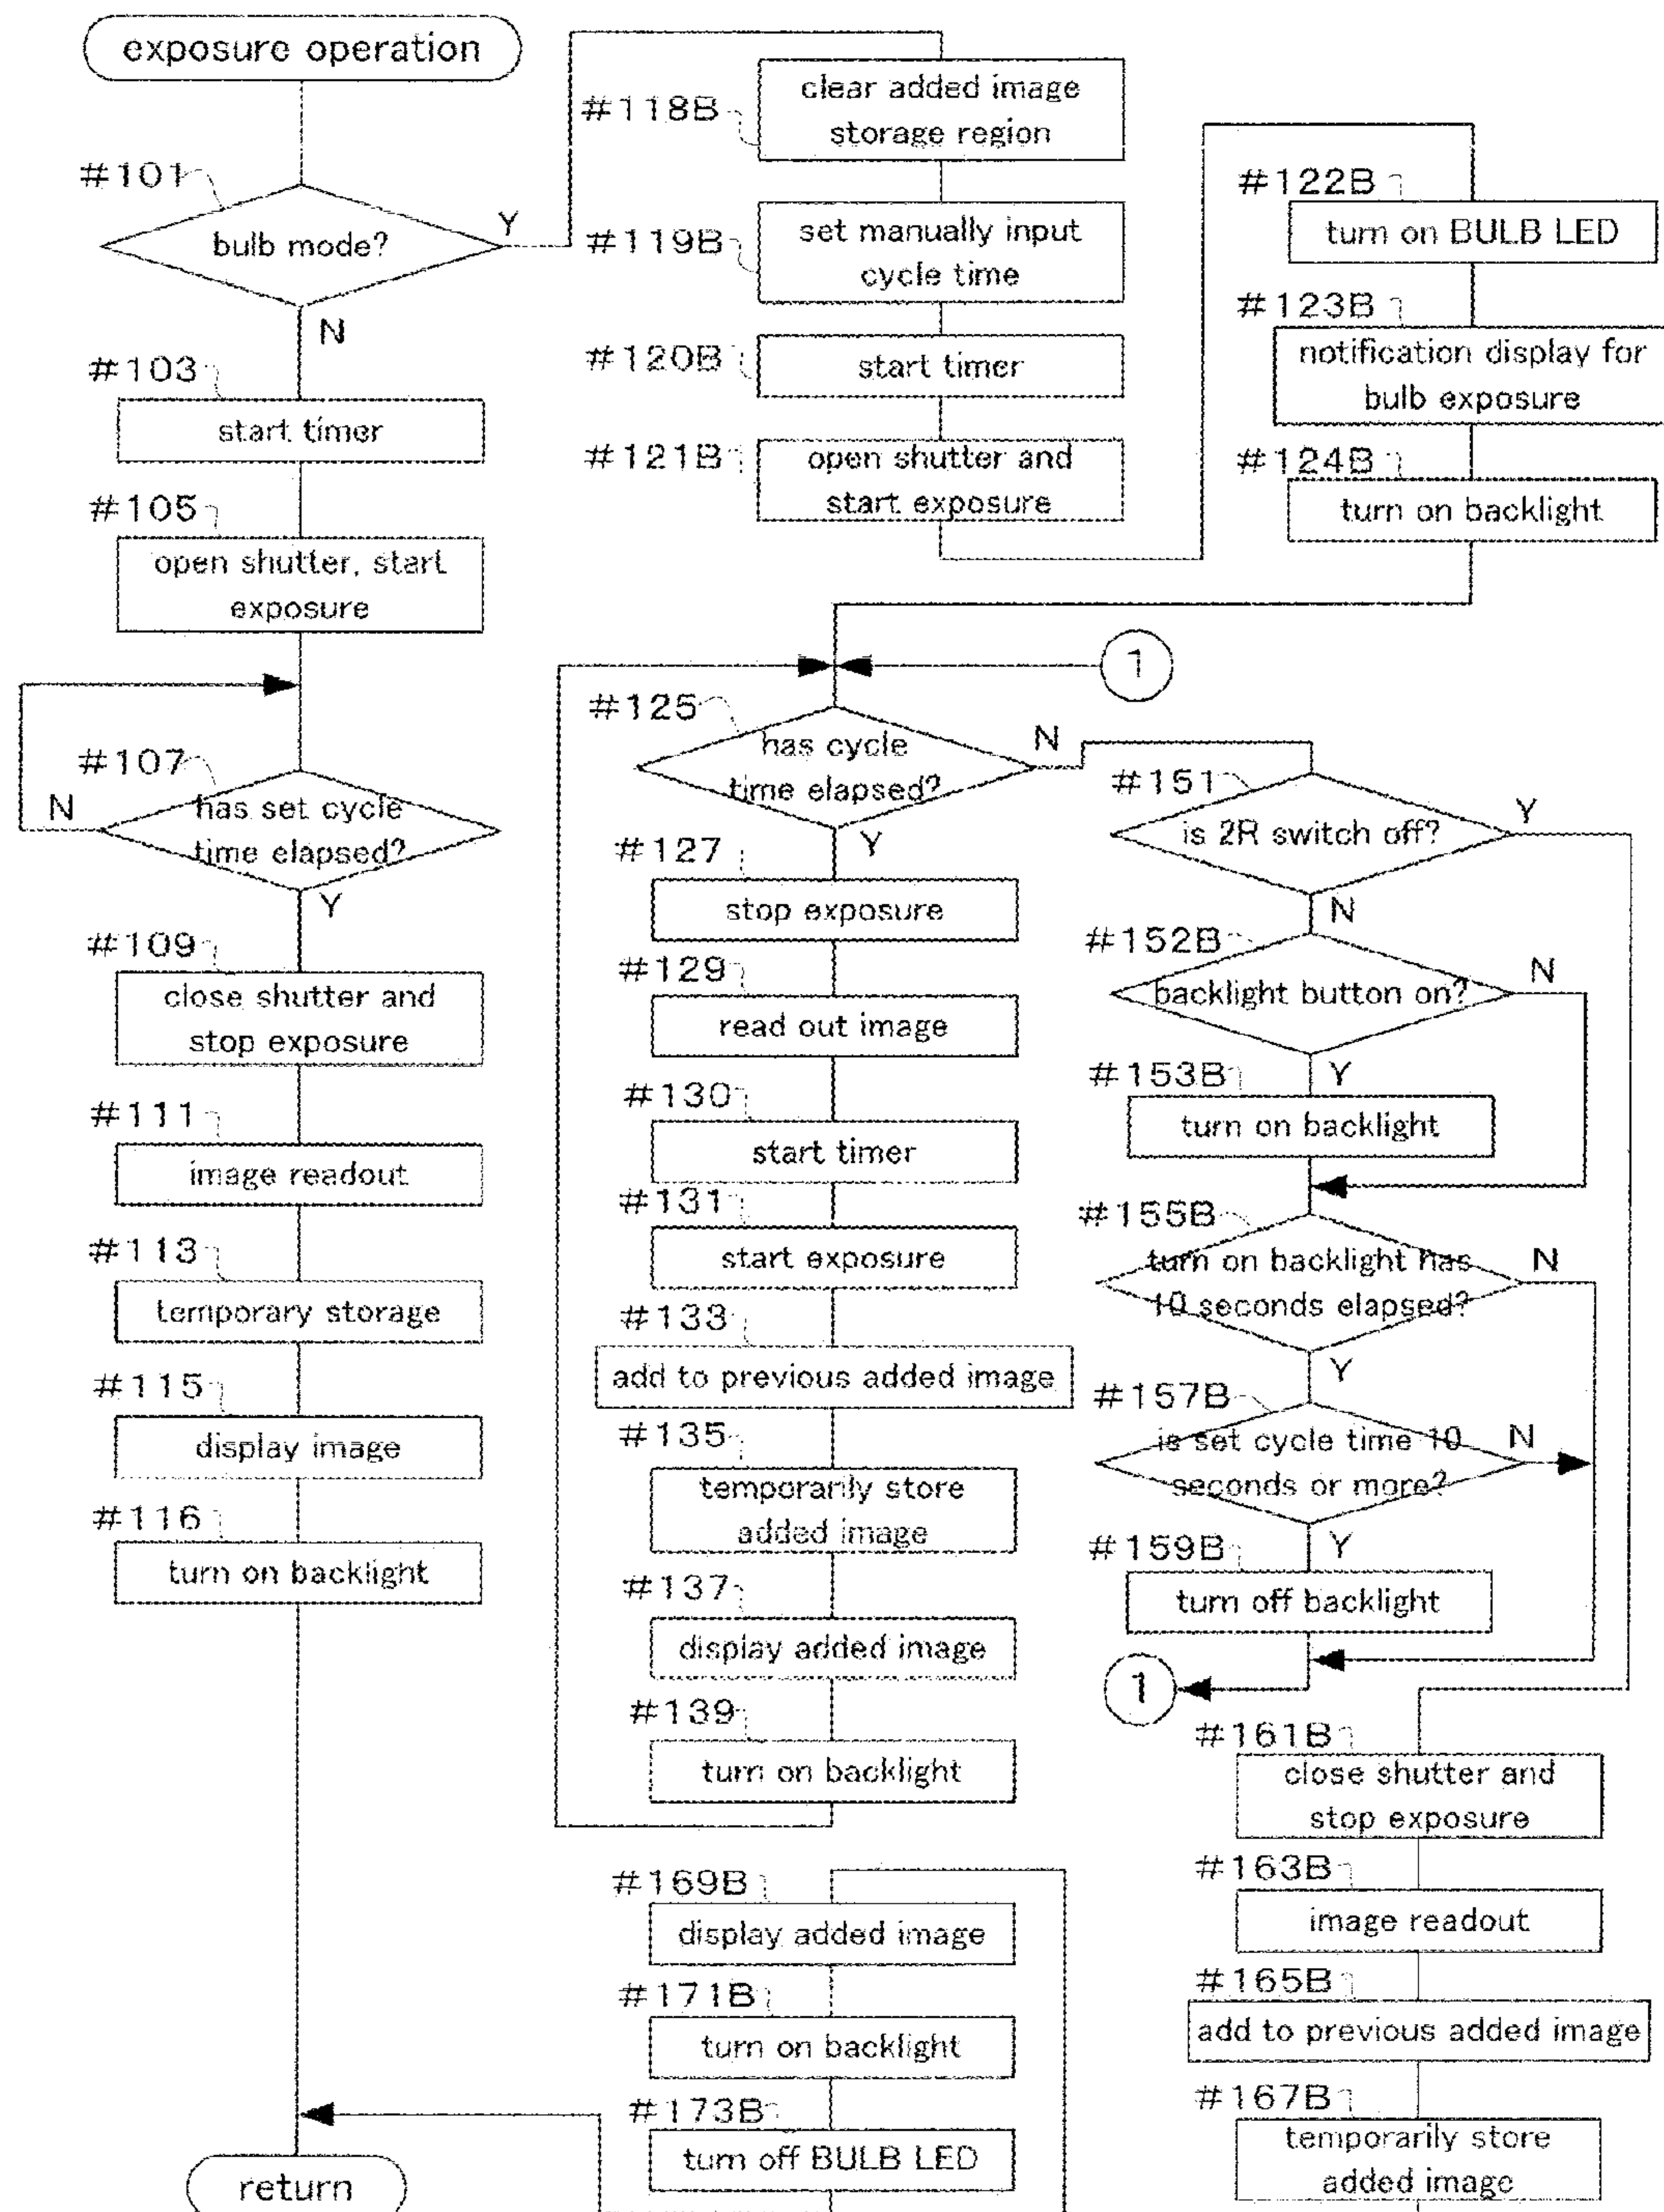 exposure operation
#101
bulb mode?
Y
N
#103
start timer
#105
open shutter, start
exposure
#107
has set cycle
time elapsed?
N
Y
#109
close shutter and
stop exposure
#111
image readout
#113
temporary storage
#115
display image
#116
turn on backlight
return
#118B
clear added image
storage region
#119B
set manually input
cycle time
#120B
start timer
#121B
open shutter and
start exposure
#122B
turn on BULB LED
#123B
notification display for
bulb exposure
#124B
turn on backlight
1
#125
has cycle
time elapsed?
N
Y
#127
stop exposure
#129
read out image
#130
start timer
#131
start exposure
#133
add to previous added image
#135
temporarily store
added image
#137
display added image
#139
turn on backlight
#151
is 2R switch off?
Y
N
#152B
backlight button on?
N
Y
#153B
turn on backlight
#155B
turn on backlight has
10 seconds elapsed?
N
Y
#157B
is set cycle time 10
seconds or more?
N
Y
#159B
turn off backlight
1
#161B
close shutter and
stop exposure
#163B
image readout
#165B
add to previous added image
#167B
temporarily store
added image
#169B
display added image
#171B
turn on backlight
#173B
turn off BULB LED